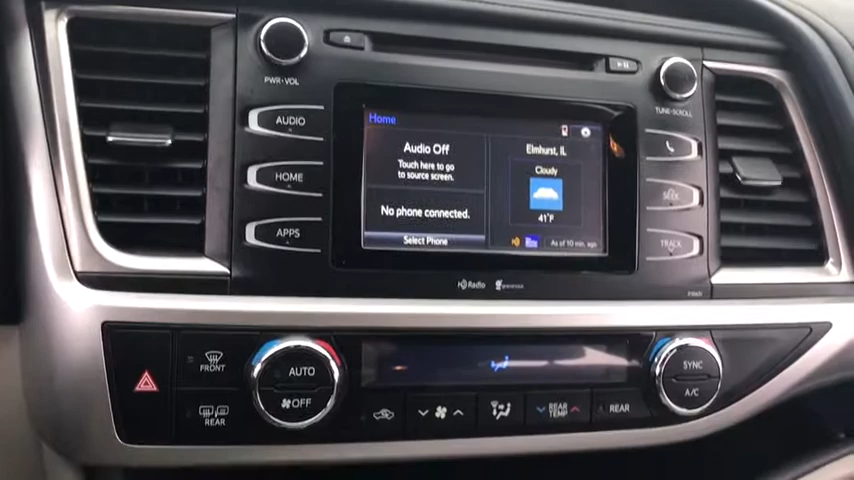 PWR•VOL
TUNE•SCROLL
AUDIO
HOME
APPS
SEEK
TRACK
Home
Audio Off
Touch here to go
to source screen.
No phone connected.
Select Phone
Elmhurst, IL
Cloudy
41°F
As of 10 min. ago
HD Radio
FRONT
REAR
AUTO
OFF
REAR
TEMP
REAR
SYNC
A/C